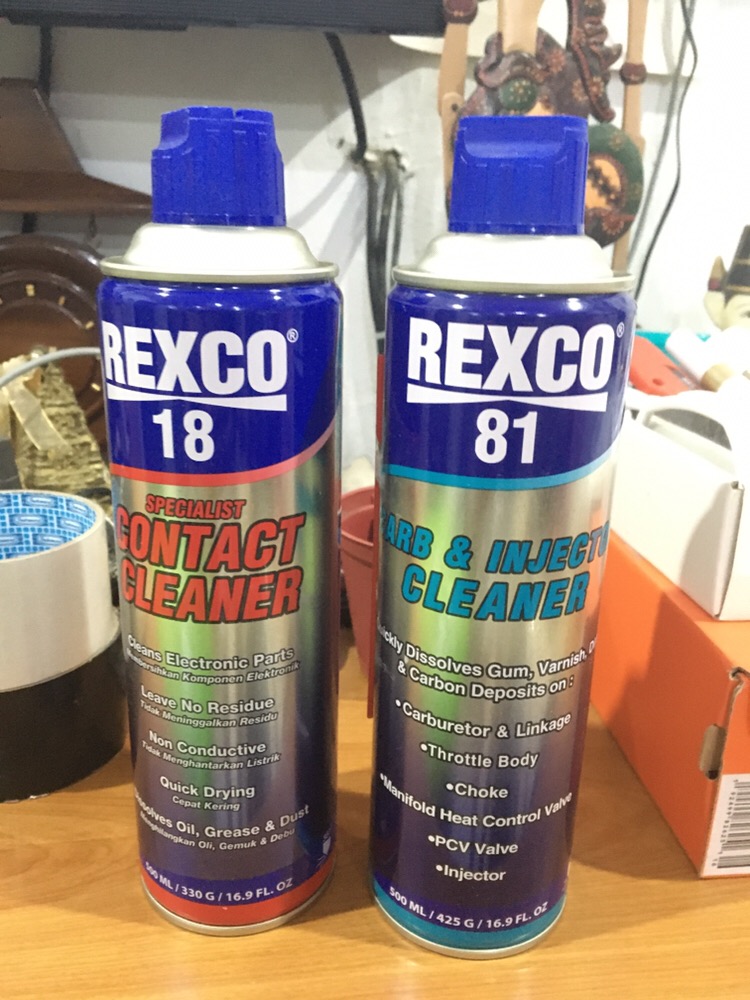 REXCO®
18
SPECIALIST
CONTACT
CLEANER
Cleans Electronic Parts
Membersihkan Komponen Elektronik
Leave No Residue
Tidak Meninggalkan Residu
Non Conductive
Tidak Menghantarkan Listrik
Quick Drying
Cepat Kering
Dissolves Oil, Grease & Dust
Menghilangkan Oli, Gemuk & Debu
500 ML / 330 G / 16.9 FL. OZ
REXCO®
81
CARB & INJECTO
CLEANER
Quickly Dissolves Gum, Varnish,
& Carbon Deposits on :
•Carburetor & Linkage
•Throttle Body
•Choke
•Manifold Heat Control Valve
•PCV Valve
•Injector
500 ML / 425 G / 16.9 FL. OZ